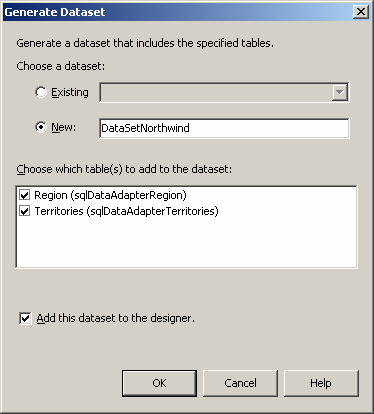 Generate Dataset
Generate a dataset that includes the specified tables.
Choose a dataset:
Existing
New:
DataSetNorthwind
Choose which table(s) to add to the dataset:
Region (sqlDataAdapterRegion)
Territories (sqlDataAdapterTerritories)
Add this dataset to the designer.
OK
Cancel
Help